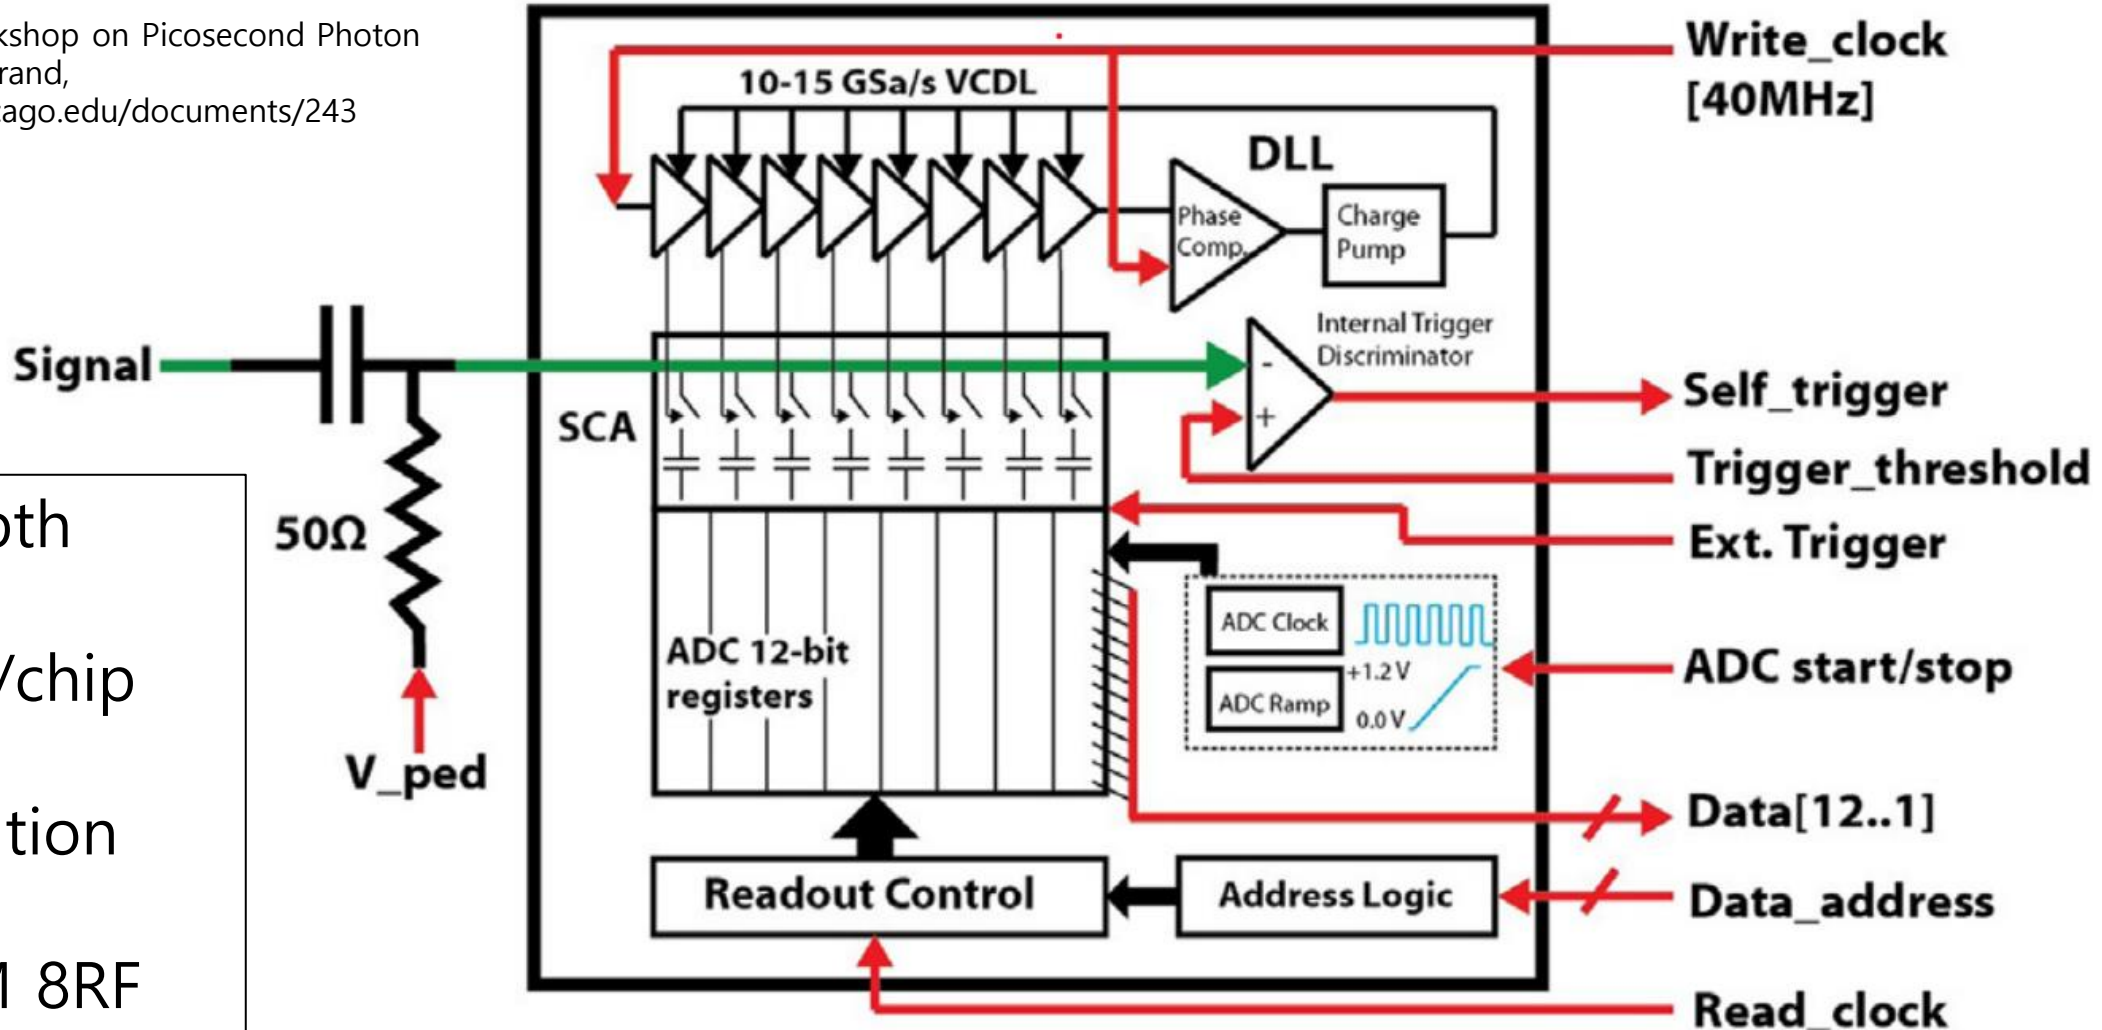 kshop on Picosecond Photon
rand,
cago.edu/documents/243
Write_clock
[40MHz]
10-15 GSa/s VCDL
DLL
Phase
Comp.
Charge
Pump
Internal Trigger
Discriminator
Signal
-
+
Self_trigger
SCA
Trigger_threshold
Ext. Trigger
50Ω
oth
/chip
tion
M 8RF
V_ped
ADC 12-bit
registers
ADC Clock
+1.2 V
ADC Ramp
0.0 V
ADC start/stop
Data[12..1]
Readout Control
Address Logic
Data_address
Read_clock